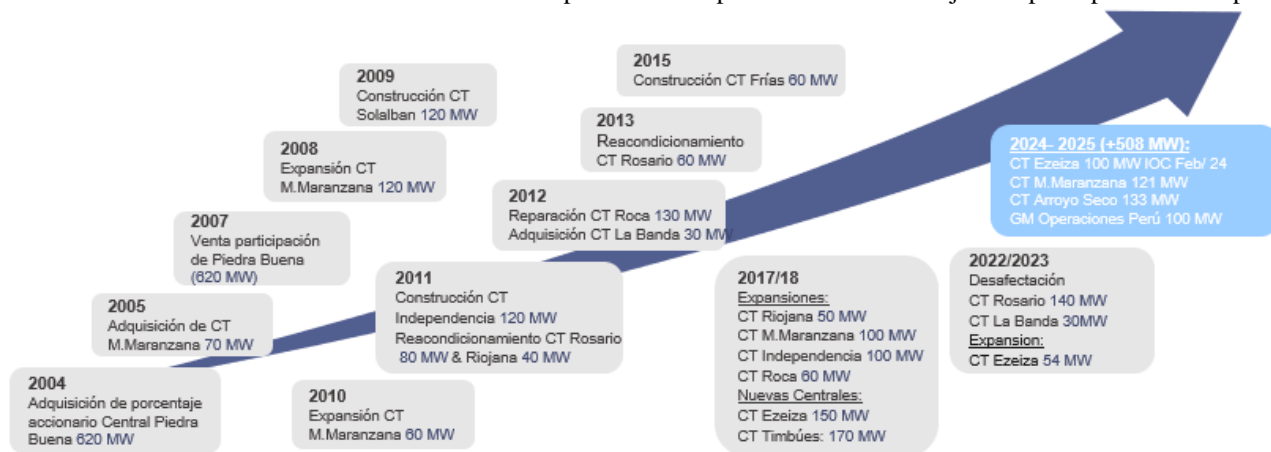 2004
Adquisición de porcentaje
accionario Central Piedra
Buena 620 MW
2005
Adquisición de CT
M.Maranzana 70 MW
2007
Venta participación
de Piedra Buena
(620 MW)
2008
Expansión CT
M.Maranzana 120 MW
2009
Construcción CT
Solalban 120 MW
2010
Expansión CT
M.Maranzana 60 MW
2011
Construcción CT
Independencia 120 MW
Reacondicionamiento CT Rosario
80 MW & Riojana 40 MW
2012
Reparación CT Roca 130 MW
Adquisición CT La Banda 30 MW
2013
Reacondicionamiento
CT Rosario 60 MW
2015
Construcción CT Frías 60 MW
2017/18
Expansiones:
CT Riojana 50 MW
CT M.Maranzana 100 MW
CT Independencia 100 MW
CT Roca 60 MW
Nuevas Centrales:
CT Ezeiza 150 MW
CT Timbúes: 170 MW
2022/2023
Desafectación
CT Rosario 140 MW
CT La Banda 30MW
Expansion:
CT Ezeiza 54 MW
2024- 2025 (+508 MW):
CT Ezeiza 100 MW IOC Feb/ 24
CT M.Maranzana 121 MW
CT Arroyo Seco 133 MW
GM Operaciones Perú 100 MW